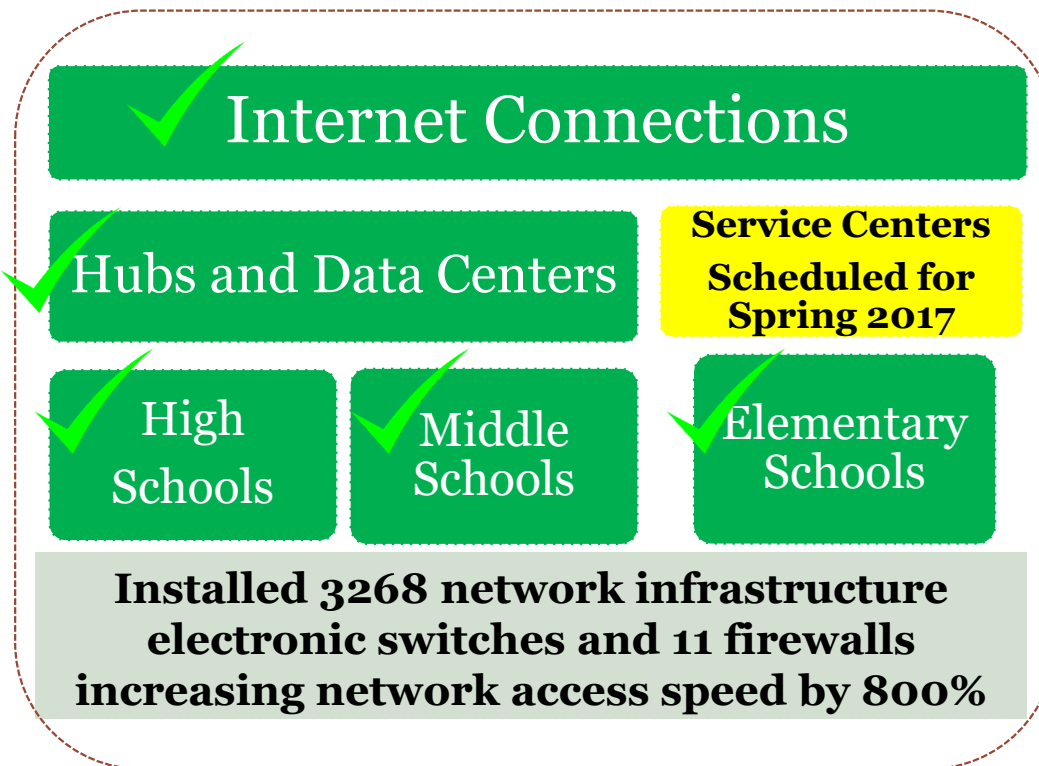 Internet Connections
Hubs and Data Centers
Service Centers
Scheduled for
Spring 2017
High
Schools
Middle
Schools
Elementary
Schools
Installed 3268 network infrastructure
electronic switches and 11 firewalls
increasing network access speed by 800%